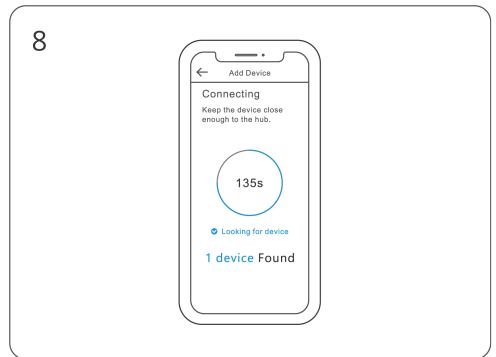 8
Add Device
Connecting
Keep the device close
enough to the hub.
135s
Looking for device
1 device Found